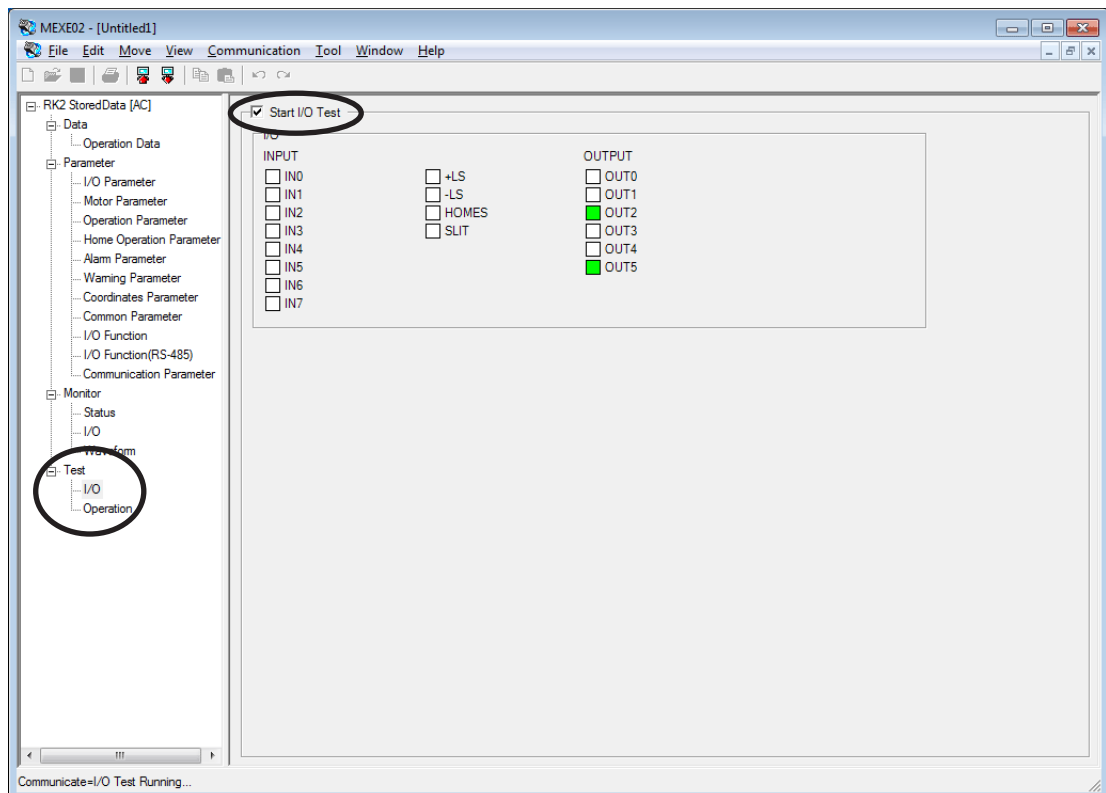 MEXE02 - [Untitled1]
File Edit Move View Communication Tool Window Help
RK2 StoredData [AC]
Data
Operation Data
Parameter
I/O Parameter
Motor Parameter
Operation Parameter
Home Operation Parameter
Alarm Parameter
Warning Parameter
Coordinates Parameter
Common Parameter
I/O Function
I/O Function(RS-485)
Communication Parameter
Monitor
Status
I/O
Waveform
Test
I/O
Operation
Start I/O Test
I/O
INPUT
IN0
IN1
IN2
IN3
IN4
IN5
IN6
IN7
+LS
-LS
HOMES
SLIT
OUTPUT
OUT0
OUT1
OUT2
OUT3
OUT4
OUT5
Communicate=I/O Test Running...